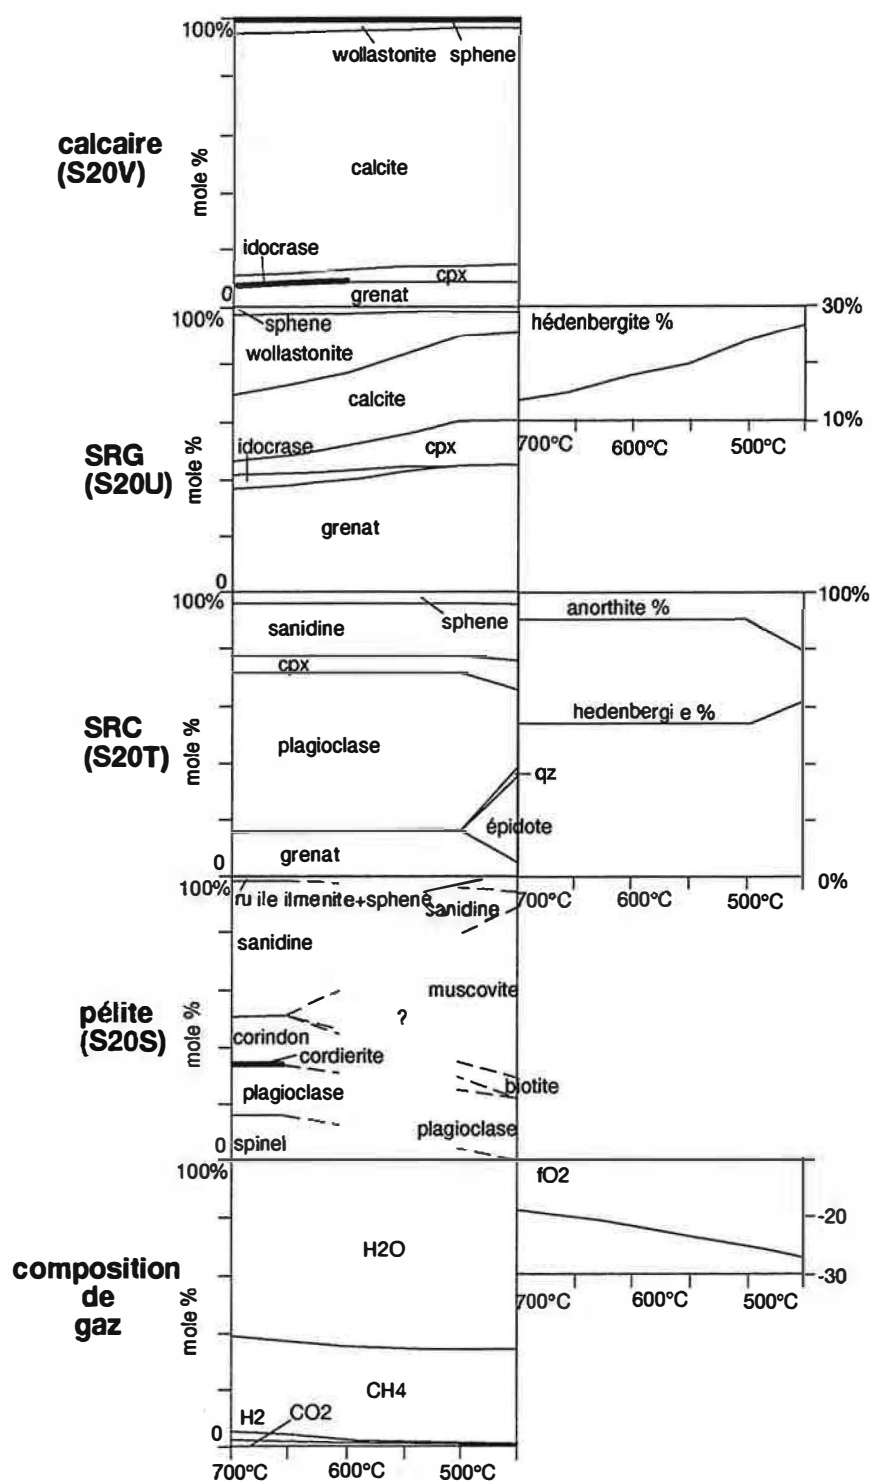 100%
wollastonite sphene
calcaire
(S20V)
mole %
calcite
idocrase
cpx
0
grenat
100%
sphene
wollastonite
calcite
SRG
(S20U)
mole %
idocrase
cpx
grenat
0
hédenbergite %
30%
10%
700°C 600°C 500°C
100%
sanidine
sphene
cpx
SRC
(S20T)
mole %
plagioclase
qz
épidote
grenat
0
anorthite %
100%
hedenbergi e %
0%
700°C 600°C 500°C
100%
ru ile ilmenite+sphene
sanidine
sanidine
muscovite
pélite
(S20S)
mole %
?
corindon
cordierite
plagioclase
biotite
plagioclase
0
spinel
100%
fO2
-20
-30
700°C 600°C 500°C
H2O
composition
de
gaz
mole %
CH4
H2 CO2
0
700°C 600°C 500°C